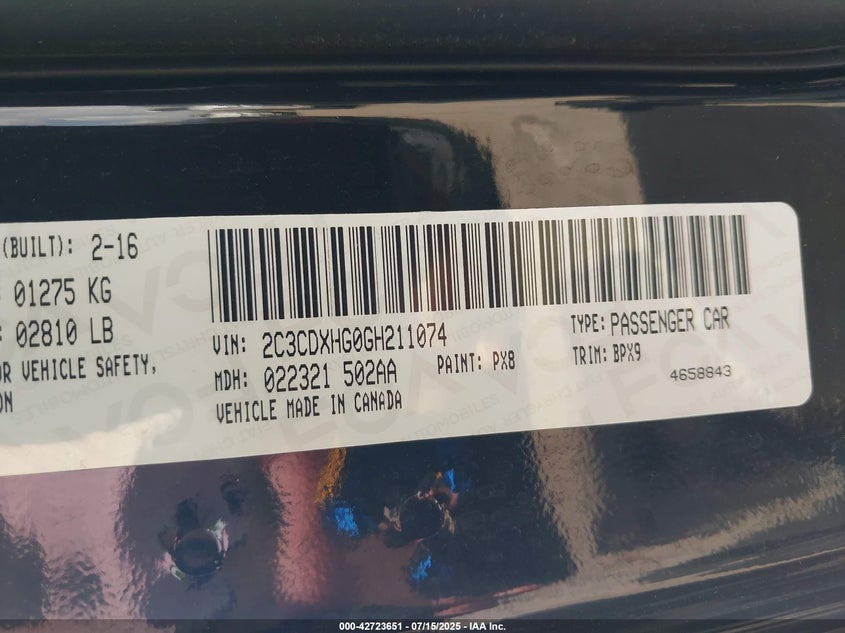 (BUILT): 2-16
01275 KG
02810 LB
OR VEHICLE SAFETY,
ON
VIN: 2C3CDXHG0GH211074
TYPE: PASSENGER CAR
MDH: 022321 502AA
PAINT: PX8
TRIM: BPX9
VEHICLE MADE IN CANADA
4658843
000-42723651 / 07/15/2025 - IAA Inc.